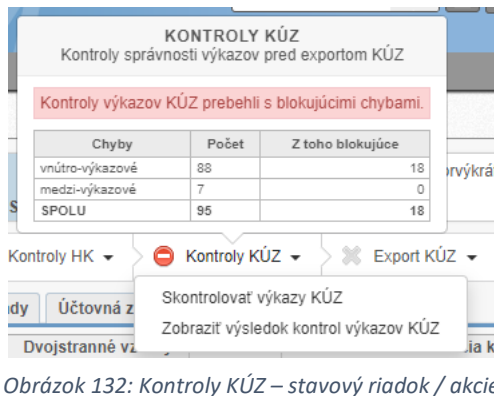 KONTROLY KÚZ
Kontroly správnosti výkazov pred exportom KÚZ
Kontroly výkazov KÚZ prebehli s blokujúcimi chybami.
Chyby Počet Z toho blokujúce
vnútro-výkazové 88 18
medzi-výkazové 7 0
SPOLU 95 18
Kontroly HK Kontroly KÚZ Export KÚZ
Účtovná z
Skontrolovať výkazy KÚZ
Zobraziť výsledok kontrol výkazov KÚZ
Dvojstranné
Obrázok 132: Kontroly KÚZ – stavový riadok / akcie